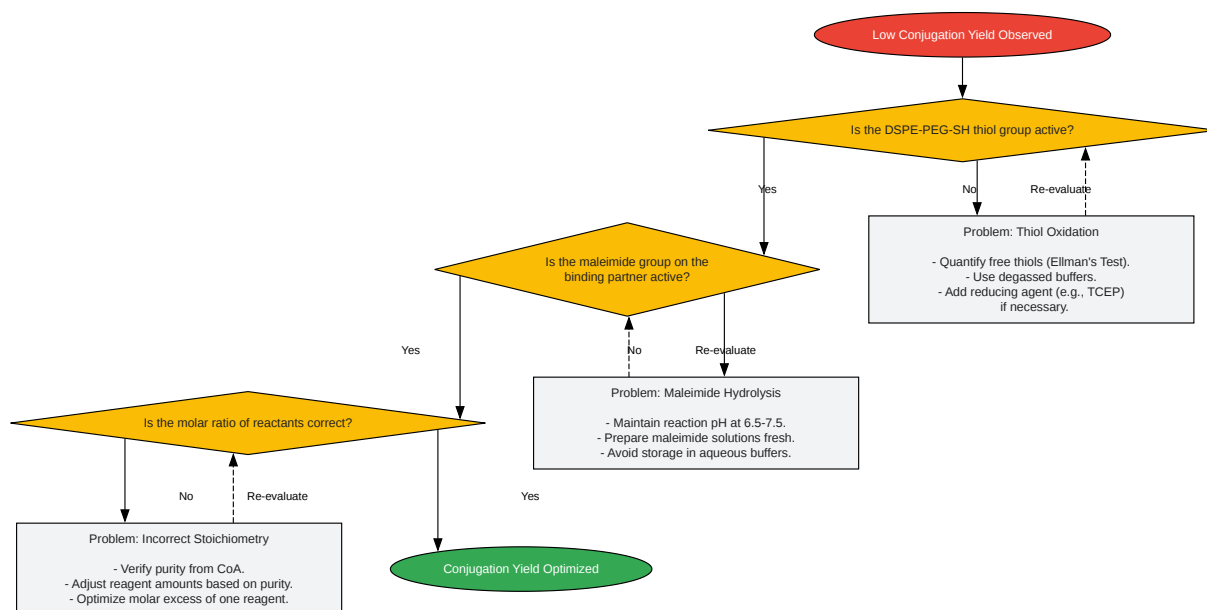 Low Conjugation Yield Observed
Is the DSPE-PEG-SH thiol group active?
Yes
No
Re-evaluate
Problem: Thiol Oxidation
- Quantify free thiols (Ellman's Test).
- Use degassed buffers.
- Add reducing agent (e.g., TCEP)
if necessary.
Is the maleimide group on the
binding partner active?
Yes
No
Re-evaluate
Problem: Maleimide Hydrolysis
- Maintain reaction pH at 6.5-7.5.
- Prepare maleimide solutions fresh.
- Avoid storage in aqueous buffers.
Is the molar ratio of reactants correct?
No
Re-evaluate
Yes
Problem: Incorrect Stoichiometry
- Verify purity from CoA.
- Adjust reagent amounts based on purity.
- Optimize molar excess of one reagent.
Conjugation Yield Optimized